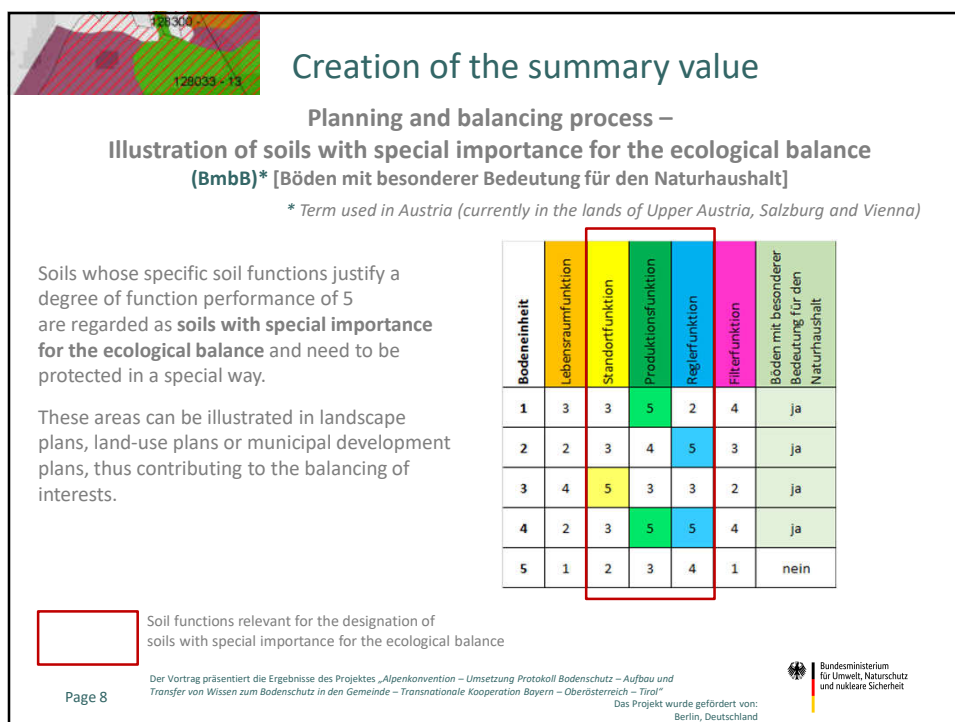 128300 -
128033 - 13
Creation of the summary value
Planning and balancing process –
Illustration of soils with special importance for the ecological balance
(BmbB)* [Böden mit besonderer Bedeutung für den Naturhaushalt]
* Term used in Austria (currently in the lands of Upper Austria, Salzburg and Vienna)
Soils whose specific soil functions justify a
degree of function performance of 5
are regarded as soils with special importance
for the ecological balance and need to be
protected in a special way.
These areas can be illustrated in landscape
plans, land-use plans or municipal development
plans, thus contributing to the balancing of
interests.
Bodeneinheit
Lebensraumfunktion
Standortfunktion
Produktionsfunktion
Reglerfunktion
Filterfunktion
Böden mit besonderer
Bedeutung für den
Naturhaushalt
1 3 3 5 2 4 ja
2 2 3 4 5 3 ja
3 4 5 3 3 2 ja
4 2 3 5 5 4 ja
5 1 2 3 4 1 nein
Soil functions relevant for the designation of
soils with special importance for the ecological balance
Page 8
Der Vortrag präsentiert die Ergebnisse des Projektes „Alpenkonvention – Umsetzung Protokoll Bodenschutz – Aufbau und
Transfer von Wissen zum Bodenschutz in den Gemeinde – Transnationale Kooperation Bayern – Oberösterreich – Tirol"
Das Projekt wurde gefördert von:
Berlin, Deutschland
Bundesministerium
für Umwelt, Naturschutz
und nukleare Sicherheit